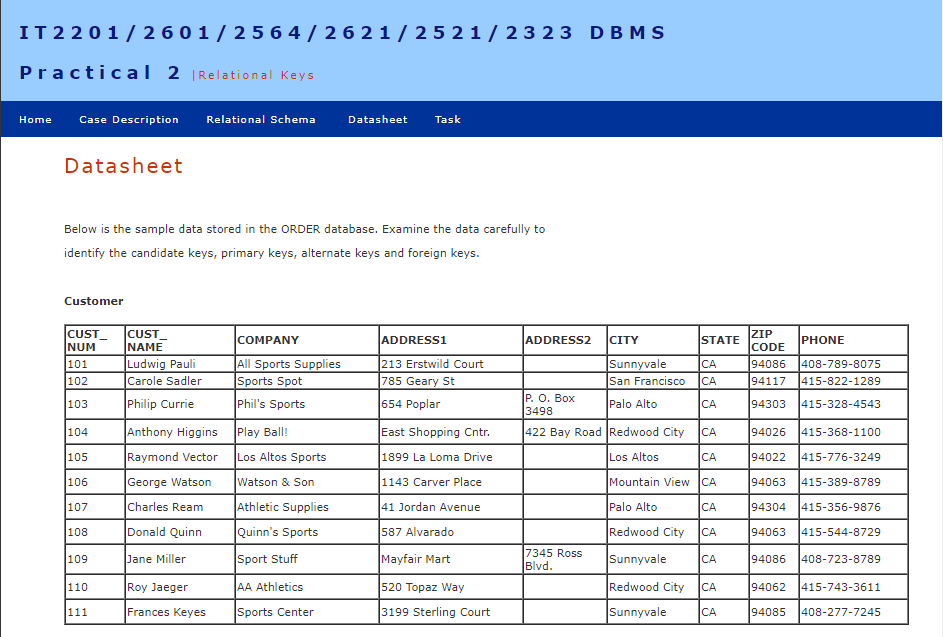 IT2201/2601/2564/2621/2521/2323 DBMS
Practical 2 |Relational Keys
Home Case Description Relational Schema Datasheet Task
Datasheet
Below is the sample data stored in the ORDER database. Examine the data carefully to
identify the candidate keys, primary keys, alternate keys and foreign keys.
Customer
CUST_ NUM CUST_ NAME COMPANY ADDRESS1 ADDRESS2 CITY STATE ZIP CODE PHONE
101 Ludwig Pauli All Sports Supplies 213 Erstwild Court Sunnyvale CA 94086 408-789-8075
102 Carole Sadler Sports Spot 785 Geary St San Francisco CA 94117 415-822-1289
103 Philip Currie Phil's Sports 654 Poplar P. O. Box 3498 Palo Alto CA 94303 415-328-4543
104 Anthony Higgins Play Ball! East Shopping Cntr. 422 Bay Road Redwood City CA 94026 415-368-1100
105 Raymond Vector Los Altos Sports 1899 La Loma Drive Los Altos CA 94022 415-776-3249
106 George Watson Watson & Son 1143 Carver Place Mountain View CA 94063 415-389-8789
107 Charles Ream Athletic Supplies 41 Jordan Avenue Palo Alto CA 94304 415-356-9876
108 Donald Quinn Quinn's Sports 587 Alvarado Redwood City CA 94063 415-544-8729
109 Jane Miller Sport Stuff Mayfair Mart 7345 Ross Blvd. Sunnyvale CA 94086 408-723-8789
110 Roy Jaeger AA Athletics 520 Topaz Way Redwood City CA 94062 415-743-3611
111 Frances Keyes Sports Center 3199 Sterling Court Sunnyvale CA 94085 408-277-7245